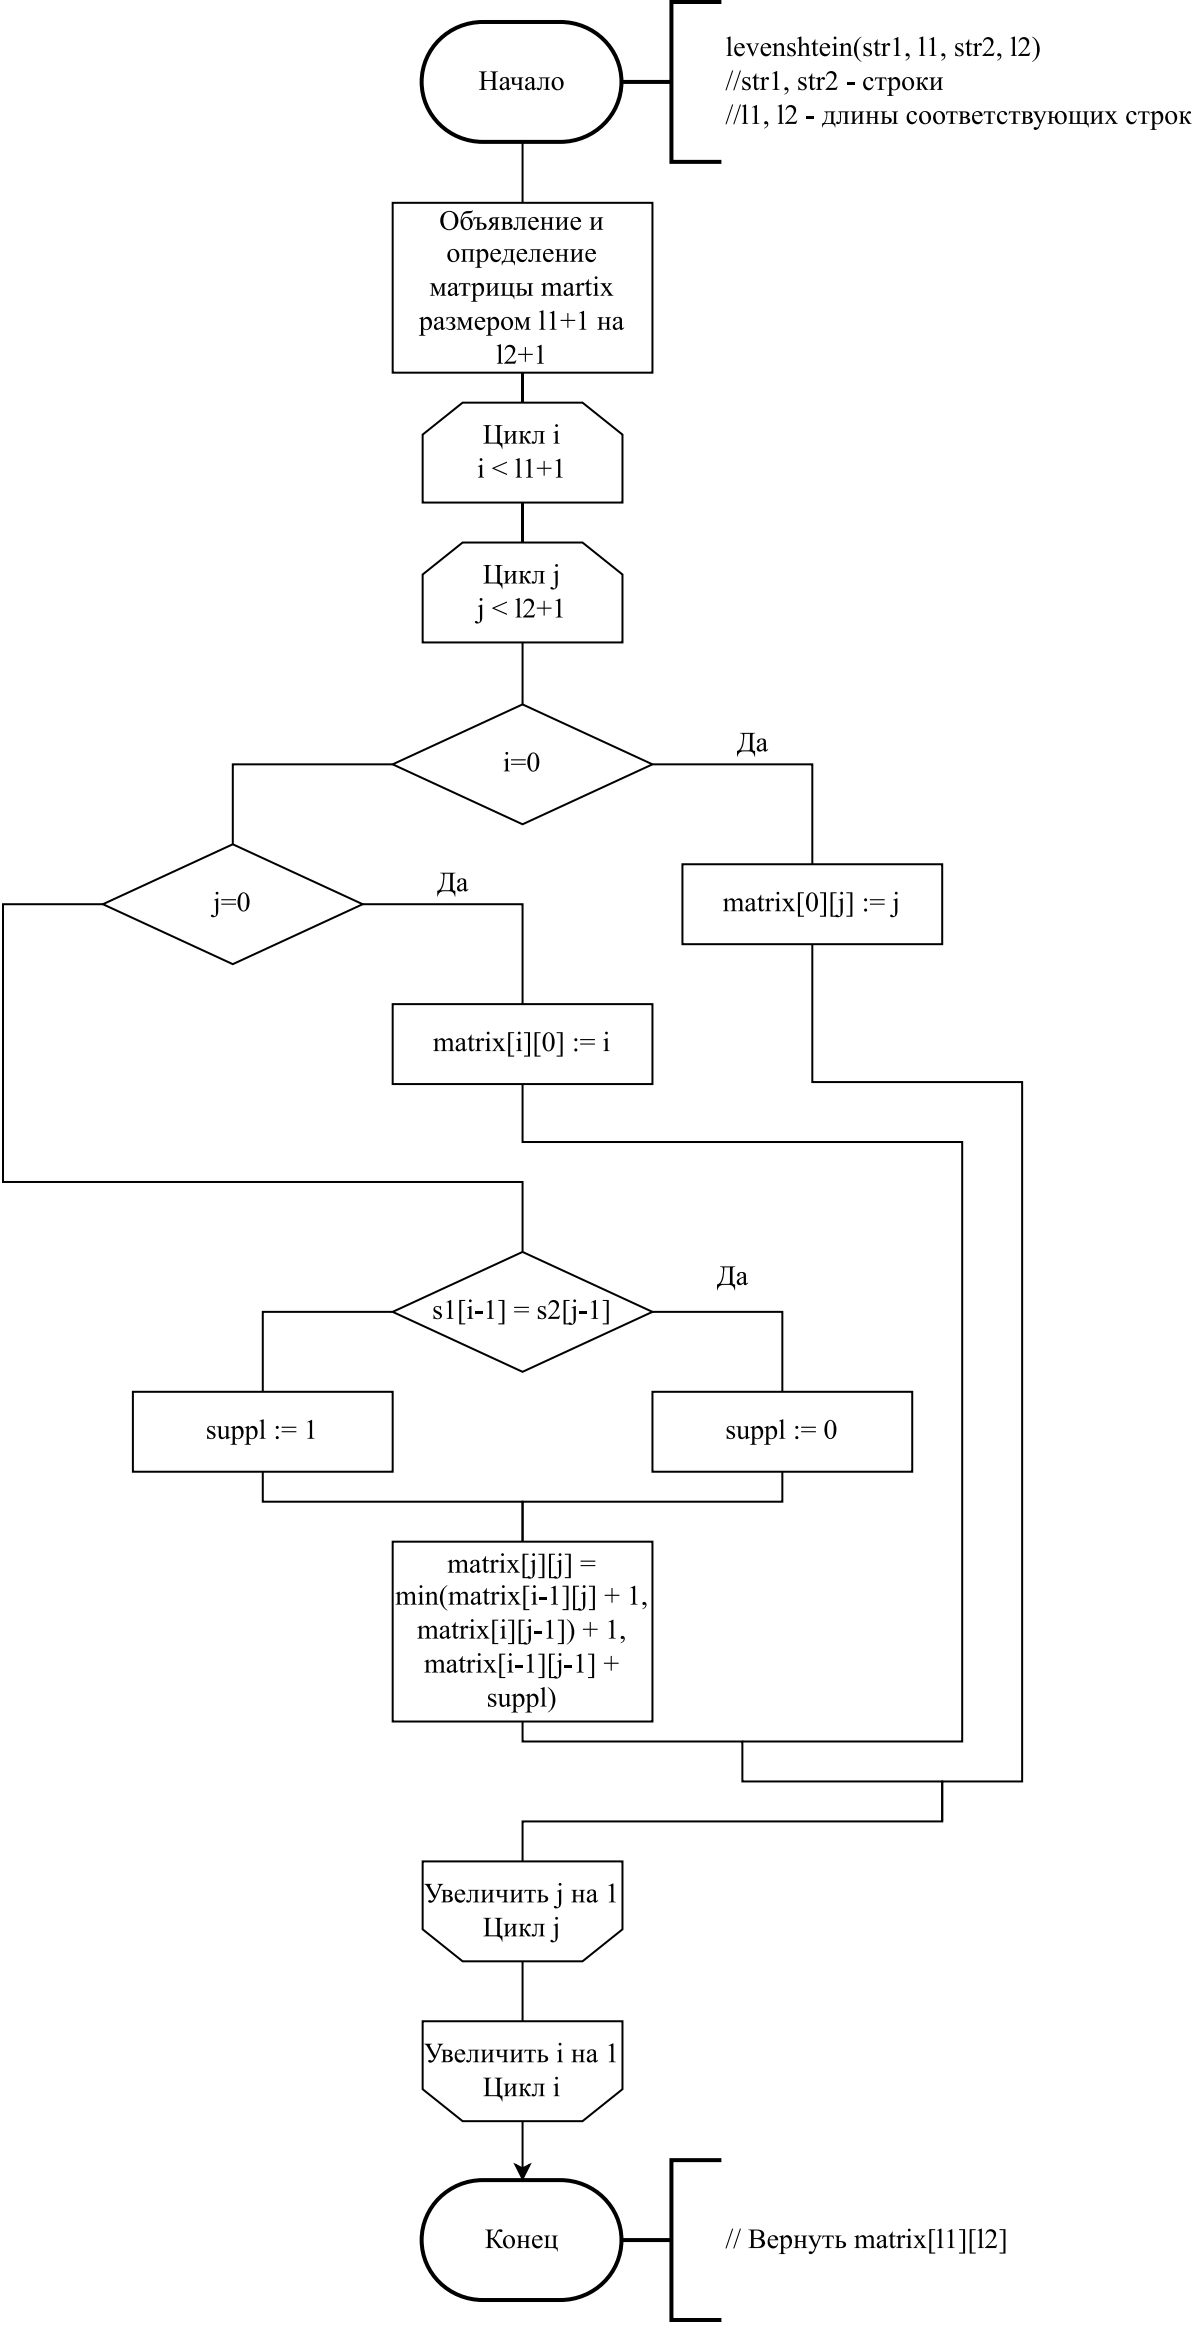 Начало
levenshtein(str1, l1, str2, l2)
//str1, str2 - строки
//l1, l2 - длины соответствующих строк
Объявление и
определение
матрицы martix
размером l1+1 на
l2+1
Цикл i
i < l1+1
Цикл j
j < l2+1
i=0
Да
j=0
Да
matrix[0][j] := j
matrix[i][0] := i
s1[i-1] = s2[j-1]
Да
suppl := 1
suppl := 0
matrix[j][j] =
min(matrix[i-1][j] + 1,
matrix[i][j-1]) + 1,
matrix[i-1][j-1] +
suppl)
Увеличить j на 1
Цикл j
Увеличить i на 1
Цикл i
Конец
// Вернуть matrix[l1][l2]